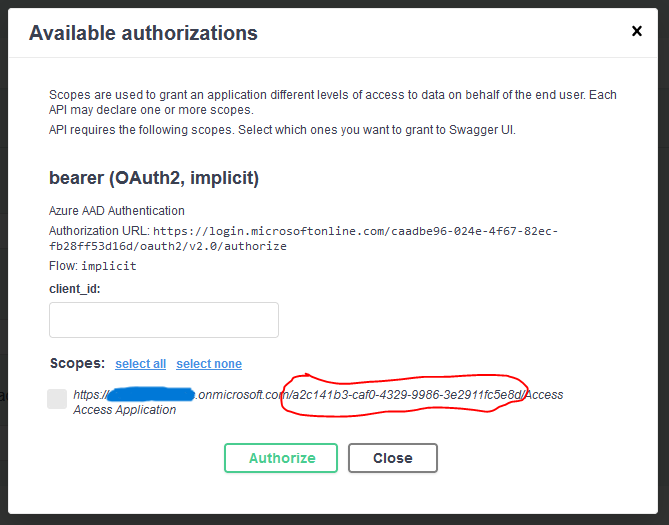 Available authorizations
Scopes are used to grant an application different levels of access to data on behalf of the end user. Each
API may declare one or more scopes.
API requires the following scopes. Select which ones you want to grant to Swagger UI.
bearer (OAuth2, implicit)
Azure AAD Authentication
Authorization URL: https://login.microsoftonline.com/caadbe96-024e-4f67-82ec-
fb28ff53d16d/oauth2/v2.0/authorize
Flow: implicit
client_id:
Scopes: select all select none
https:// .onmicrosoft.com/a2c141b3-caf0-4329-9986-3e2911fc5e8d/Access
Access Application
Authorize Close